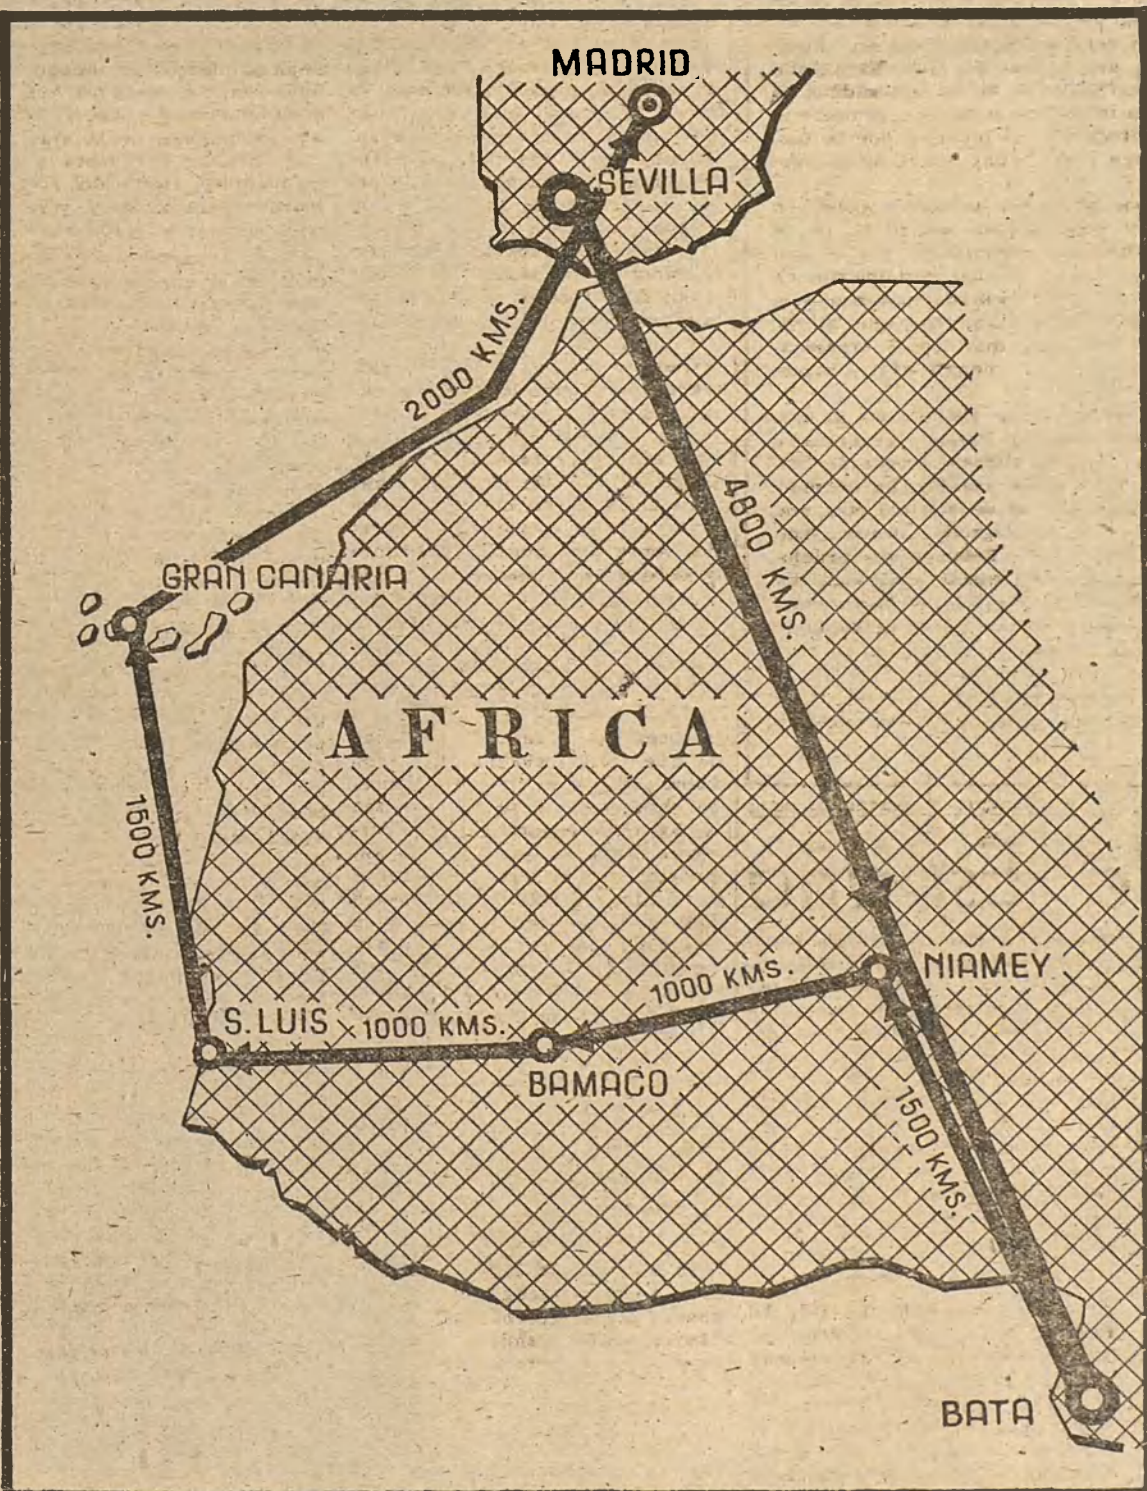 MADRID
SEVILLA
2000 KMS.
4800 KMS.
GRAN CANARIA
AFRICA
1500 KMS.
NIAMEY
1000 KMS.
S. LUIS
1000 KMS.
BAMACO
1500 KMS.
BATA